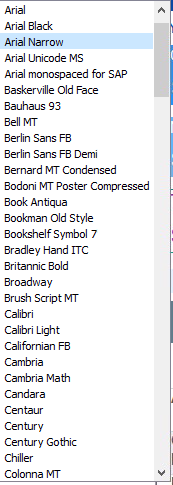 Arial
Arial Black
Arial Narrow
Arial Unicode MS
Arial monospaced for SAP
Baskerville Old Face
Bauhaus 93
Bell MT
Berlin Sans FB
Berlin Sans FB Demi
Bernard MT Condensed
Bodoni MT Poster Compressed
Book Antiqua
Bookman Old Style
Bookshelf Symbol 7
Bradley Hand ITC
Britannic Bold
Broadway
Brush Script MT
Calibri
Calibri Light
Californian FB
Cambria
Cambria Math
Candara
Centaur
Century
Century Gothic
Chiller
Colonna MT